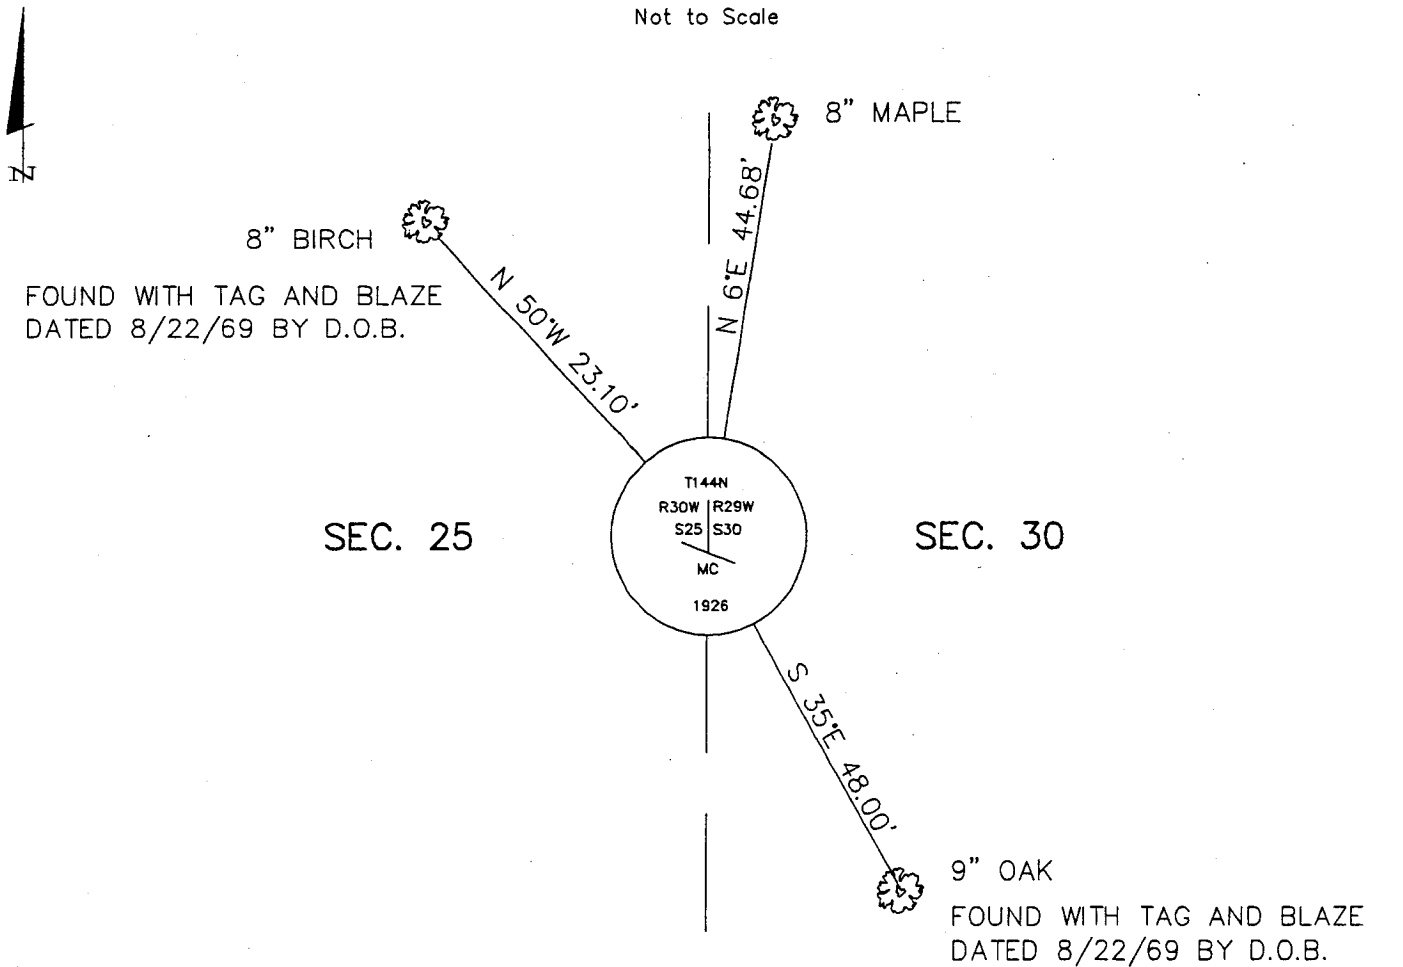 Not to Scale
N
8" MAPLE
N 6°E 44.68'
8" BIRCH
FOUND WITH TAG AND BLAZE
DATED 8/22/69 BY D.O.B.
N 50°W 23.10'
T144N
R30W R29W
S25 S30
MC
1926
SEC. 25
SEC. 30
S 35°E 48.00'
9" OAK
FOUND WITH TAG AND BLAZE
DATED 8/22/69 BY D.O.B.